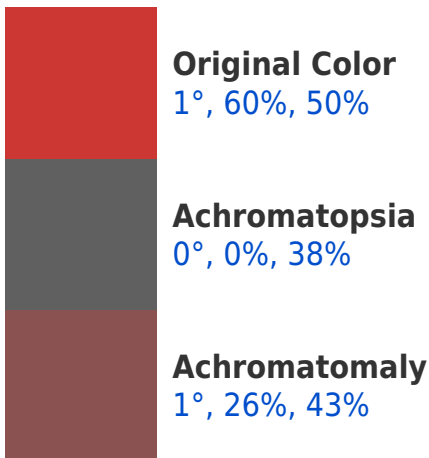 Original Color
1°, 60%, 50%
Achromatopsia
0°, 0%, 38%
Achromatomaly
1°, 26%, 43%